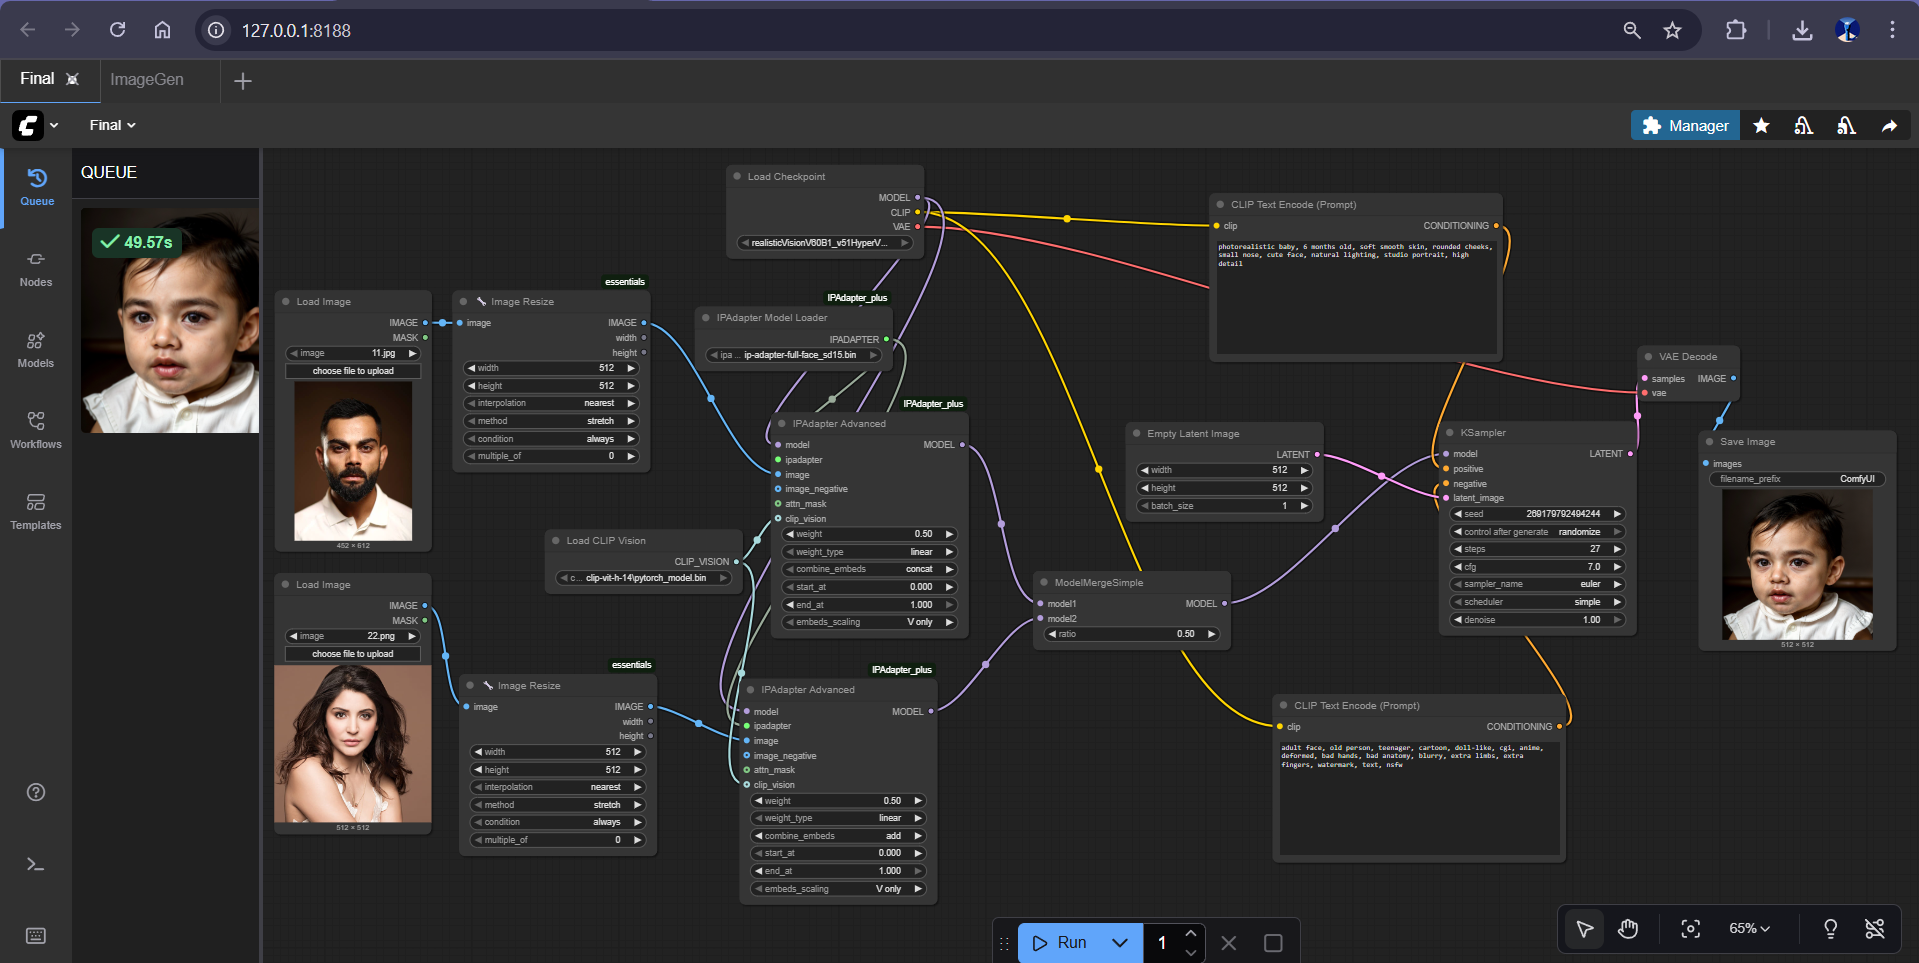 127.0.0.1:8188
Final
ImageGen
Final
Manager
Queue
Nodes
Models
Workflows
Templates
QUEUE
49.57s
Load Image
IMAGE
MASK
image 11.jpg
choose file to upload
452 × 612
Load Image
IMAGE
MASK
image 22.png
choose file to upload
512 × 512
essentials
Image Resize
image IMAGE
width
height
width 512
height 512
interpolation nearest
method stretch
condition always
multiple_of 0
essentials
Image Resize
image IMAGE
width
height
width 512
height 512
interpolation nearest
method stretch
condition always
multiple_of 0
Load Checkpoint
MODEL
CLIP
VAE
realisticVisionV60B1_v51HyperV...
IPAdapter_plus
IPAdapter Model Loader
IPADAPTER
ipa ... ip-adapter-full-face_sd15.bin
Load CLIP Vision
CLIP_VISION
c... clip-vit-h-14\pytorch_model.bin
IPAdapter_plus
IPAdapter Advanced
model MODEL
ipadapter
image
image_negative
attn_mask
clip_vision
weight 0.50
weight_type linear
combine_embeds concat
start_at 0.000
end_at 1.000
embeds_scaling V only
IPAdapter_plus
IPAdapter Advanced
model MODEL
ipadapter
image
image_negative
attn_mask
clip_vision
weight 0.50
weight_type linear
combine_embeds add
start_at 0.000
end_at 1.000
embeds_scaling V only
ModelMergeSimple
model1 MODEL
model2
ratio 0.50
Empty Latent Image
LATENT
width 512
height 512
batch_size 1
CLIP Text Encode (Prompt)
clip CONDITIONING
photorealistic baby, 6 months old, soft smooth skin, rounded cheeks,
small nose, cute face, natural lighting, studio portrait, high
detail
CLIP Text Encode (Prompt)
clip CONDITIONING
adult face, old person, teenager, cartoon, doll-like, cgi, anime,
deformed, bad hands, bad anatomy, blurry, extra limbs, extra
fingers, watermark, text, nsfw
KSampler
model LATENT
positive
negative
latent_image
seed 269179792494244
control after generate randomize
steps 27
cfg 7.0
sampler_name euler
scheduler simple
denoise 1.00
VAE Decode
samples IMAGE
vae
Save Image
images
filename_prefix ComfyUI
512 × 512
Run
1
65%